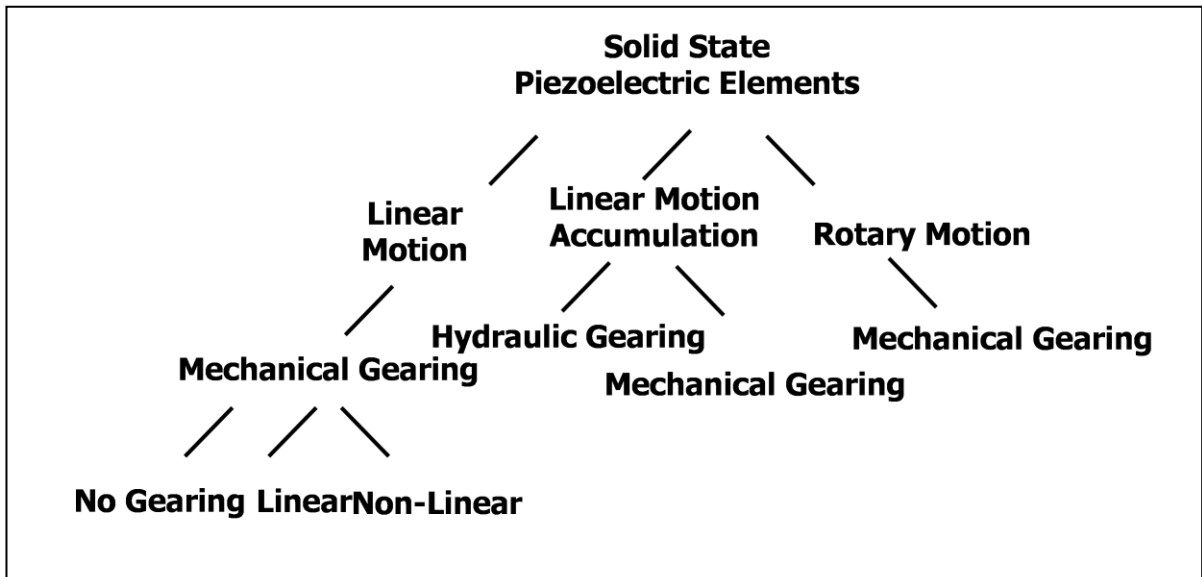 Solid State
Piezoelectric Elements
Linear
Motion
Linear Motion
Accumulation
Rotary Motion
Mechanical Gearing
Hydraulic Gearing
Mechanical Gearing
Mechanical Gearing
No Gearing
Linear
Non-Linear